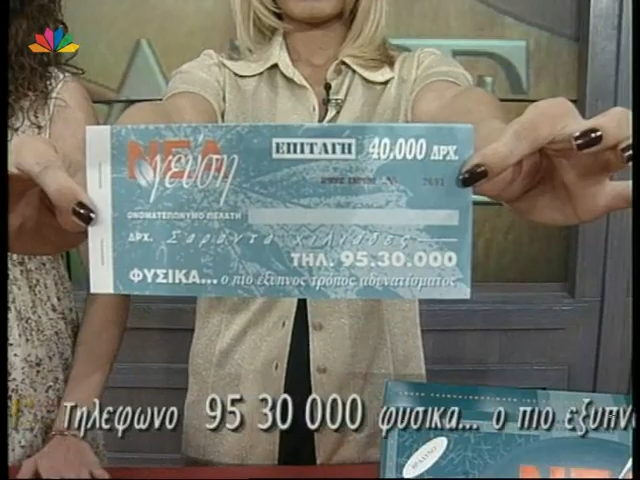 ΝΕΑ
γεύση
ΕΠΙΤΑΓΗ 40.000 ΔΡΧ.
ΟΝΟΜΑΤΕΠΩΝΥΜΟ ΠΕΛΑΤΗ
ΔΡΧ. Σαράντα χιλιάδες
ΤΗΛ. 95.30.000
ΦΥΣΙΚΑ... ο πιο έξυπνος τρόπος αδυνατίσματος
Τηλεφωνο 95 30 000 φυσικα... ο πιο εξυπν